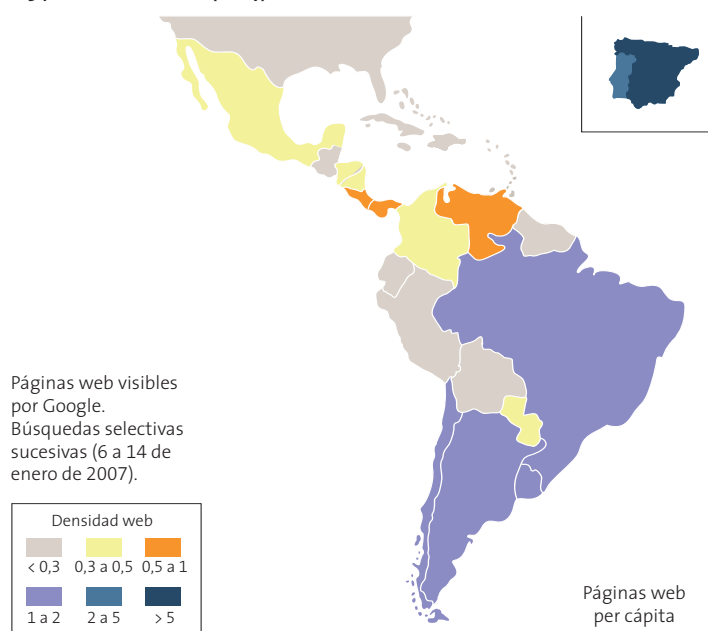 Páginas web visibles
por Google.
Búsquedas selectivas
sucesivas (6 a 14 de
enero de 2007).
Densidad web
< 0,3 0,3 a 0,5 0,5 a 1
1 a 2 2 a 5 > 5
Páginas web
per cápita